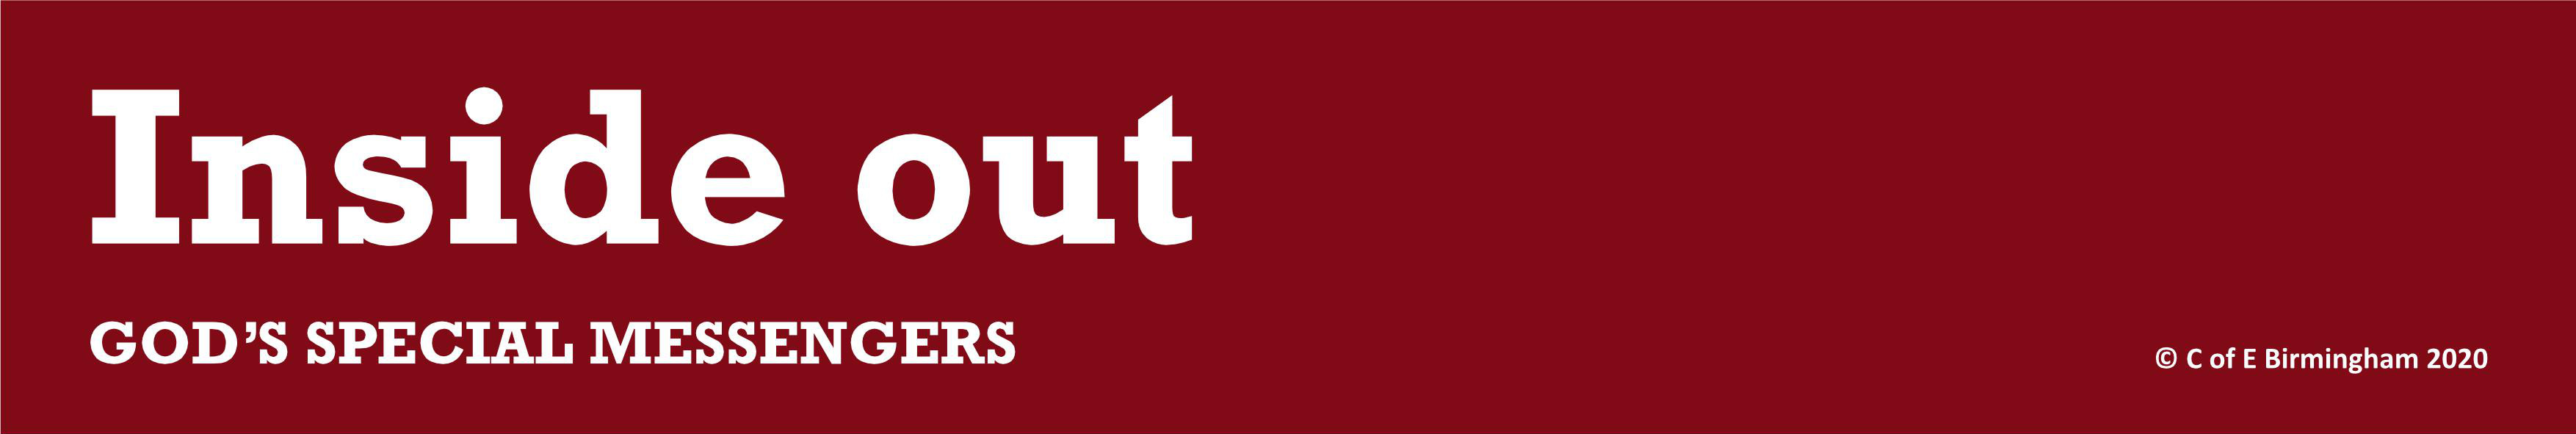 Inside out
GOD’S SPECIAL MESSENGERS
© C of E Birmingham 2020